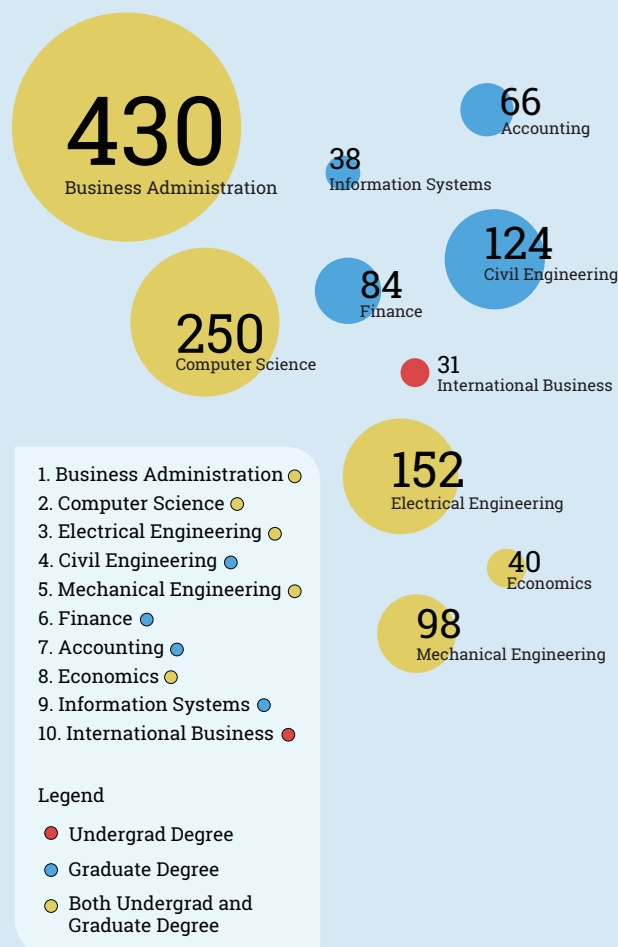 430
Business Administration
66
Accounting
38
Information Systems
124
Civil Engineering
84
Finance
250
Computer Science
31
International Business
152
Electrical Engineering
40
Economics
98
Mechanical Engineering
1. Business Administration
2. Computer Science
3. Electrical Engineering
4. Civil Engineering
5. Mechanical Engineering
6. Finance
7. Accounting
8. Economics
9. Information Systems
10. International Business
Legend
Undergrad Degree
Graduate Degree
Both Undergrad and
Graduate Degree